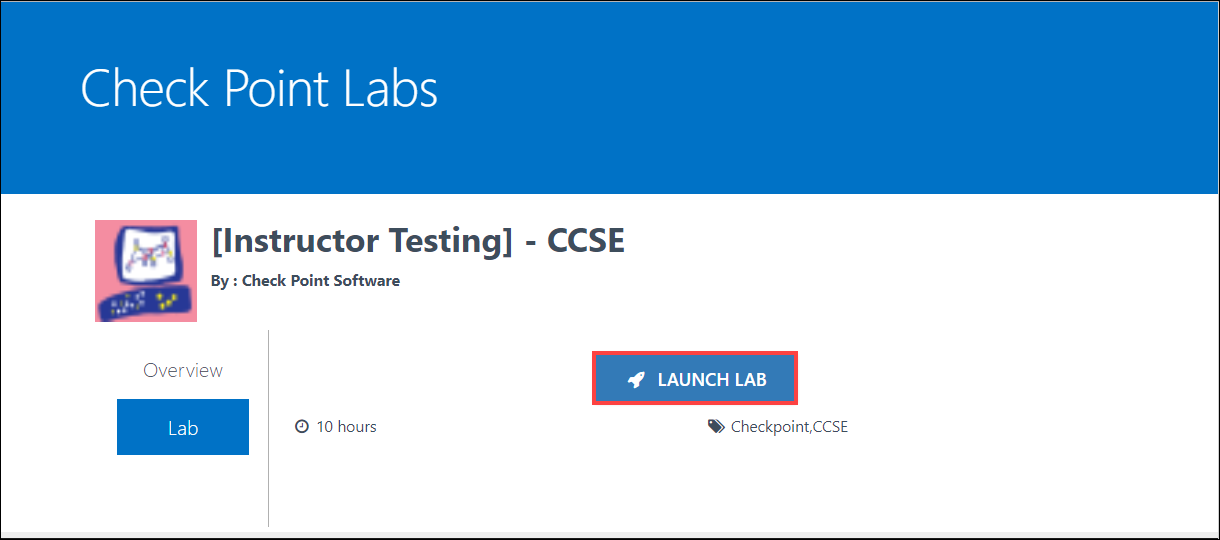 Check Point Labs
[Instructor Testing] - CCSE
By : Check Point Software
Overview
LAUNCH LAB
Lab
10 hours
Checkpoint,CCSE